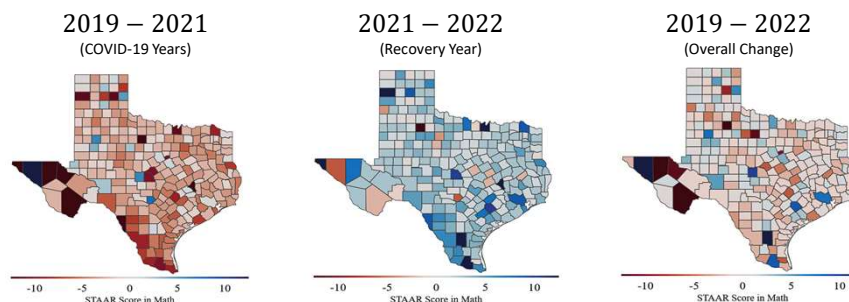 2019 – 2021
(COVID-19 Years)
2021 – 2022
(Recovery Year)
2019 – 2022
(Overall Change)
-10 -5 0 5 10
STAAR Score in Math
-10 -5 0 5 10
STAAR Score in Math
-10 -5 0 5 10
STAAR Score in Math